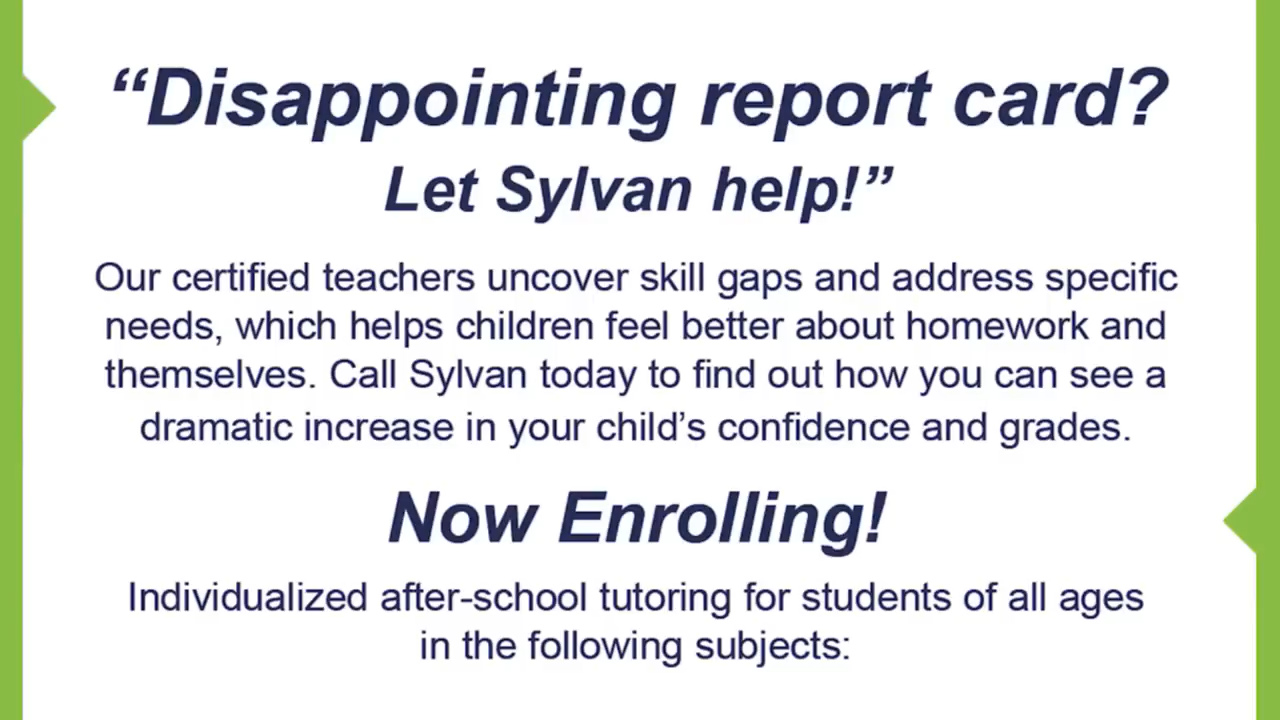 “Disappointing report card?
Let Sylvan help!”
Our certified teachers uncover skill gaps and address specific
needs, which helps children feel better about homework and
themselves. Call Sylvan today to find out how you can see a
dramatic increase in your child’s confidence and grades.
Now Enrolling!
Individualized after-school tutoring for students of all ages
in the following subjects: